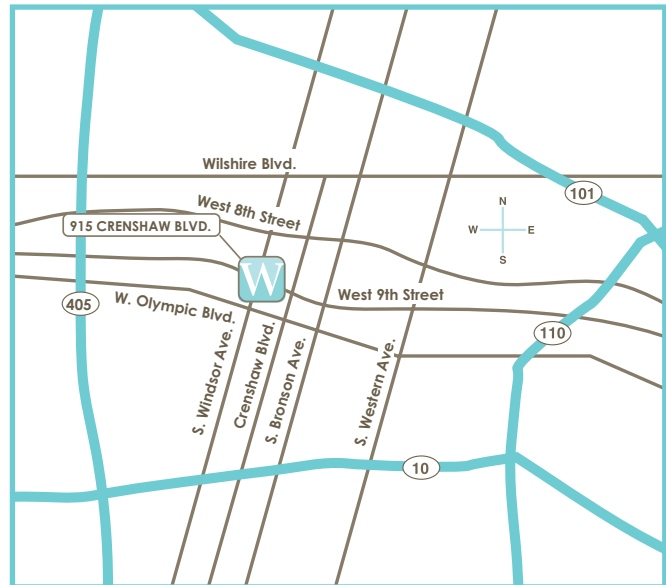 Wilshire Blvd.
101
West 8th Street
N
W
E
S
915 CRENSHAW BLVD.
W
West 9th Street
405
W. Olympic Blvd.
110
S. Windsor Ave.
Crenshaw Blvd.
S. Bronson Ave.
S. Western Ave.
10